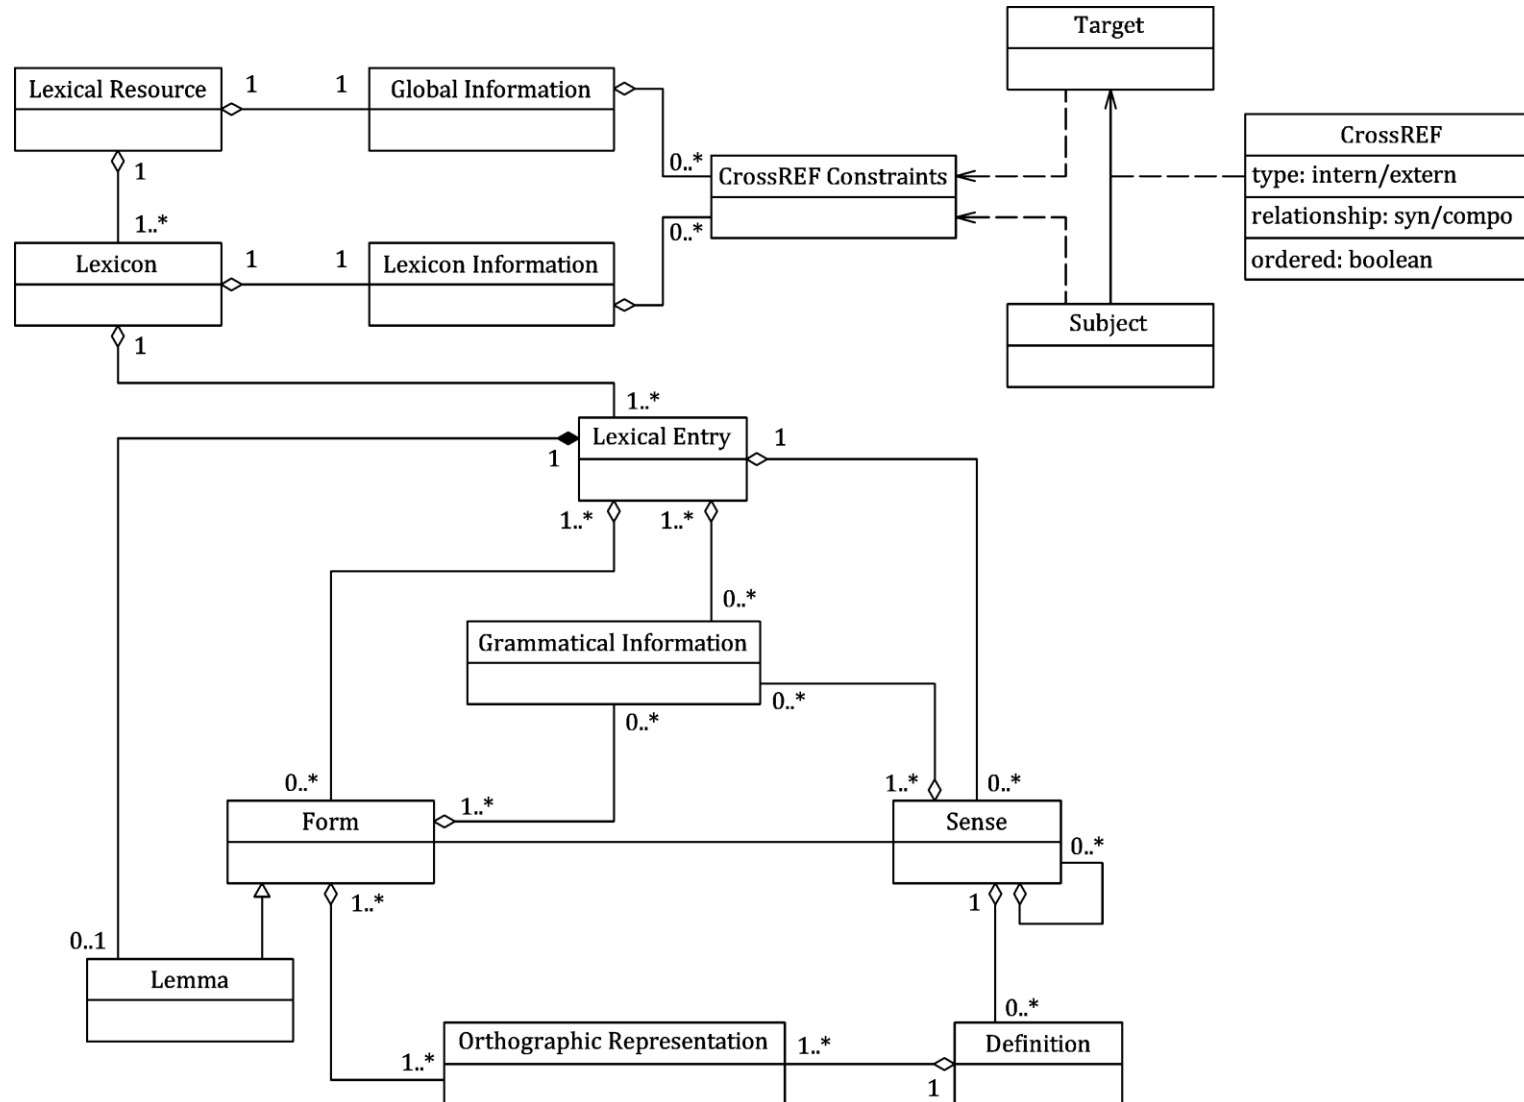 Target
Lexical Resource
1
1
Global Information
CrossREF
type: intern/extern
relationship: syn/compo
ordered: boolean
0..*
CrossREF Constraints
1
1..*
0..*
Lexicon
1
1
Lexicon Information
Subject
1
1..*
Lexical Entry
1
1
1..*
1..*
0..*
Grammatical Information
0..*
0..*
0..*
1..*
0..*
Form
1..*
Sense
0..*
1..*
1
0..1
Lemma
0..*
Orthographic Representation
1..*
Definition
1..*
1